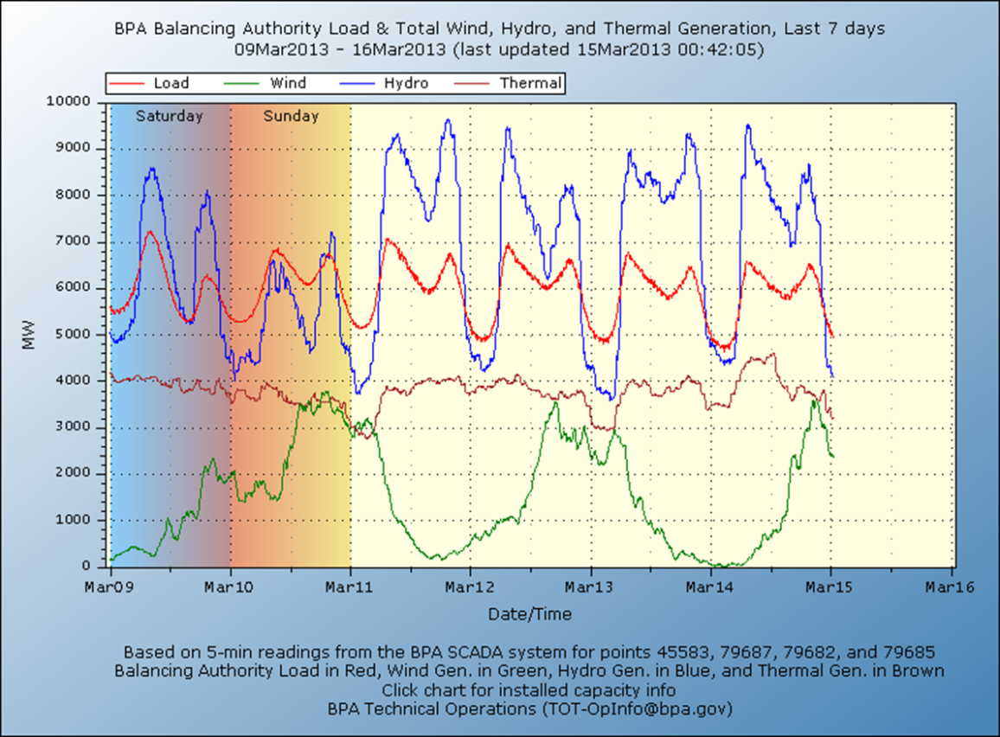 BPA Balancing Authority Load & Total Wind, Hydro, and Thermal Generation, Last 7 days
09Mar2013 - 16Mar2013 (last updated 15Mar2013 00:42:05)
Load Wind Hydro Thermal
Saturday Sunday
10000
9000
8000
7000
6000
5000
4000
3000
2000
1000
0
MW
Mar09 Mar10 Mar11 Mar12 Mar13 Mar14 Mar15 Mar16
Date/Time
Based on 5-min readings from the BPA SCADA system for points 45583, 79687, 79682, and 79685
Balancing Authority Load in Red, Wind Gen. in Green, Hydro Gen. in Blue, and Thermal Gen. in Brown
Click chart for installed capacity info
BPA Technical Operations (TOT-OpInfo@bpa.gov)